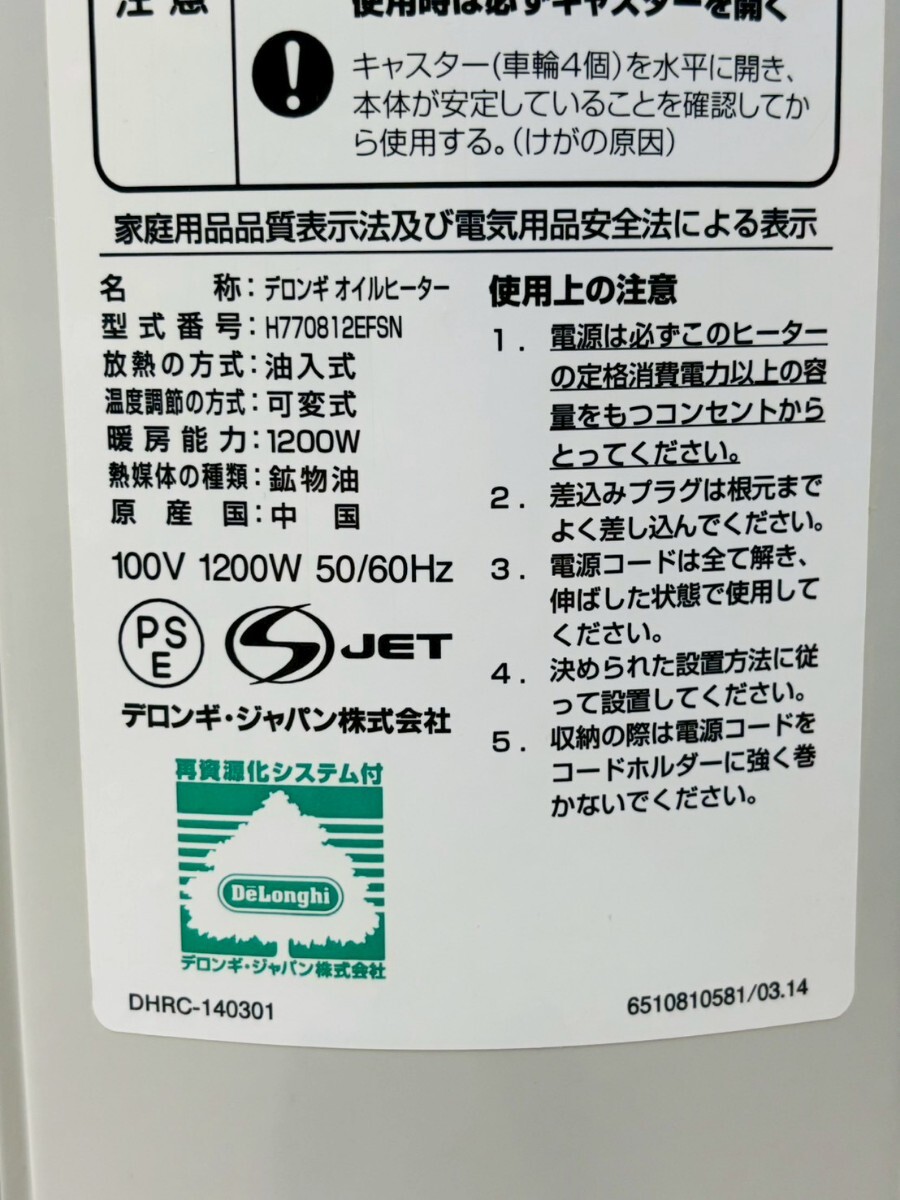 注意
使用時は必ずキャスターを開く
キャスター(車輪4個)を水平に開き、
本体が安定していることを確認してか
ら使用する。(けがの原因)
家庭用品品質表示法及び電気用品安全法による表示
名称:デロンギ オイルヒーター
型式番号:H770812EFSN
放熱の方式:油入式
温度調節の方式:可変式
暖房能力:1200W
熱媒体の種類:鉱物油
原産国:中国
100V 1200W 50/60Hz
PSE
JET
デロンギ・ジャパン株式会社
再資源化システム付
DēLonghi
デロンギ・ジャパン株式会社
DHRC-140301
使用上の注意
1. 電源は必ずこのヒーター
の定格消費電力以上の容
量をもつコンセントから
とってください。
2. 差込みプラグは根元まで
よく差し込んでください。
3. 電源コードは全て解き、
伸ばした状態で使用して
ください。
4. 決められた設置方法に従
って設置してください。
5. 収納の際は電源コードを
コードホルダーに強く巻
かないでください。
6510810581/03.14